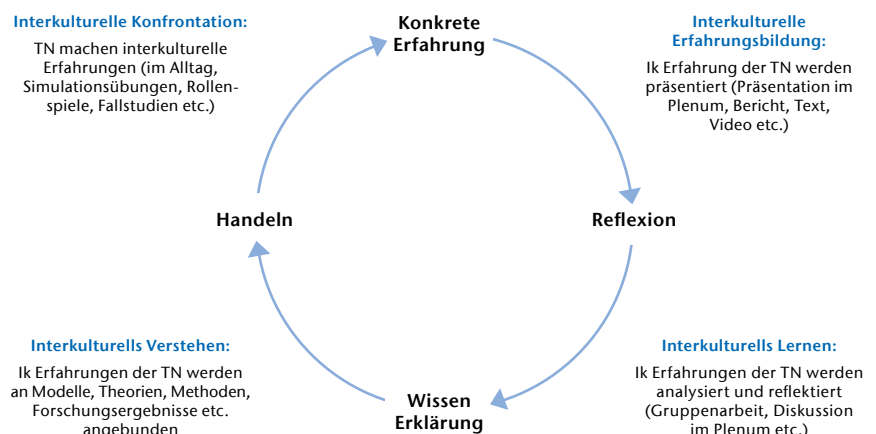 Interkulturelle Konfrontation:
TN machen interkulturelle
Erfahrungen (im Alltag,
Simulationsübungen, Rollen-
spiele, Fallstudien etc.)
Konkrete
Erfahrung
Interkulturelle
Erfahrungsbildung:
Ik Erfahrung der TN werden
präsentiert (Präsentation im
Plenum, Bericht, Text,
Video etc.)
Handeln
Reflexion
Interkulturells Verstehen:
Ik Erfahrungen der TN werden
an Modelle, Theorien, Methoden,
Forschungsergebnisse etc.
angebunden
Wissen
Erklärung
Interkulturells Lernen:
Ik Erfahrungen der TN werden
analysiert und reflektiert
(Gruppenarbeit, Diskussion
im Plenum etc.)